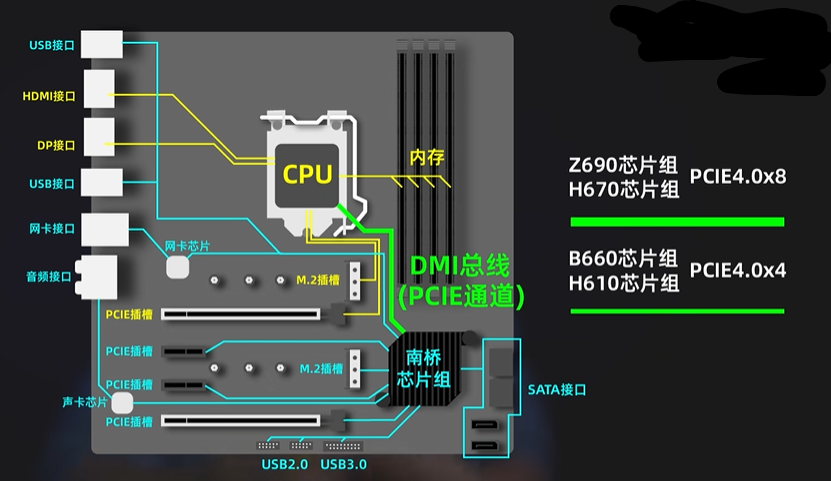 USB接口
HDMI接口
DP接口
USB接口
网卡接口
音频接口
网卡芯片
CPU
内存
DMI总线
(PCIE通道)
M.2插槽
PCIE插槽
PCIE插槽
M.2插槽
PCIE插槽
声卡芯片
PCIE插槽
南桥
芯片组
SATA接口
USB2.0
USB3.0
Z690芯片组
H670芯片组
PCIE4.0x8
B660芯片组
H610芯片组
PCIE4.0x4